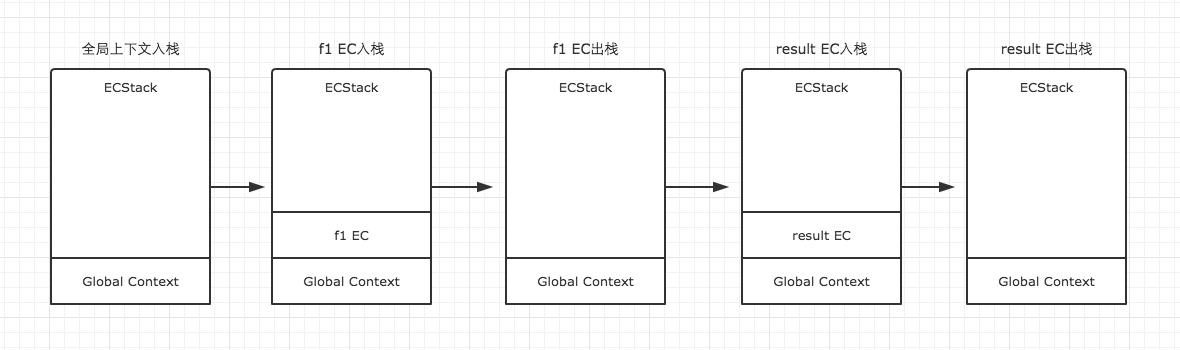 全局上下文入栈
f1 EC入栈
f1 EC出栈
result EC入栈
result EC出栈
ECStack
ECStack
ECStack
ECStack
ECStack
f1 EC
result EC
Global Context
Global Context
Global Context
Global Context
Global Context